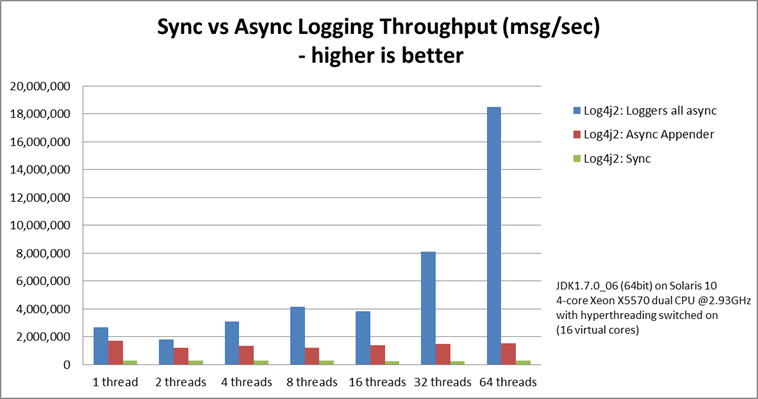 Sync vs Async Logging Throughput (msg/sec)
- higher is better
20,000,000
18,000,000
16,000,000
14,000,000
12,000,000
10,000,000
8,000,000
6,000,000
4,000,000
2,000,000
0
1 thread 2 threads 4 threads 8 threads 16 threads 32 threads 64 threads
Log4j2: Loggers all async
Log4j2: Async Appender
Log4j2: Sync
JDK1.7.0_06 (64bit) on Solaris 10
4-core Xeon X5570 dual CPU @2.93GHz
with hyperthreading switched on
(16 virtual cores)